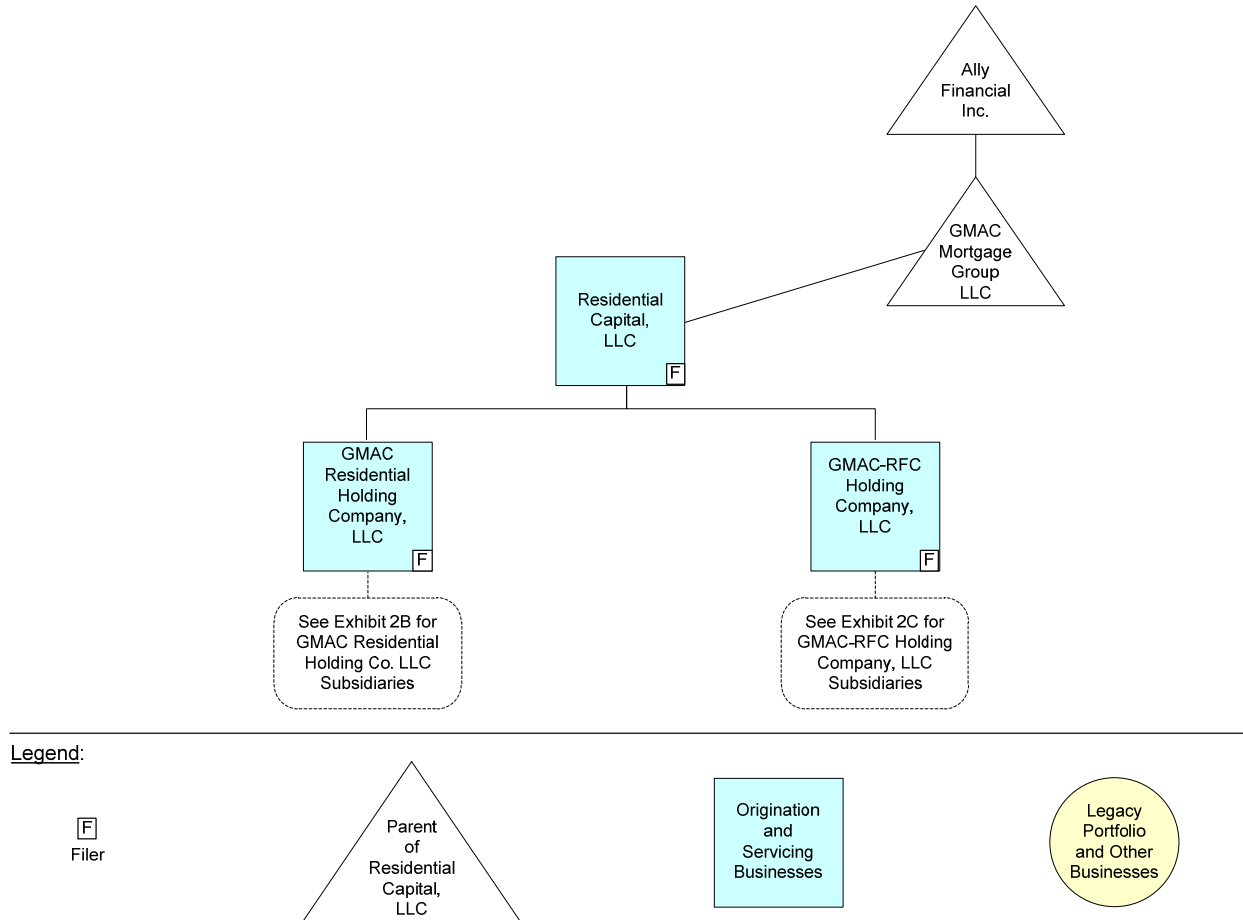 Ally
Financial
Inc.
GMAC
Mortgage
Group
LLC
Residential
Capital,
LLC
F
GMAC
Residential
Holding
Company,
LLC
F
GMAC-RFC
Holding
Company,
LLC
F
See Exhibit 2B for
GMAC Residential
Holding Co. LLC
Subsidiaries
See Exhibit 2C for
GMAC-RFC Holding
Company, LLC
Subsidiaries
Legend:
F
Filer
Parent
of
Residential
Capital,
LLC
Origination
and
Servicing
Businesses
Legacy
Portfolio
and Other
Businesses